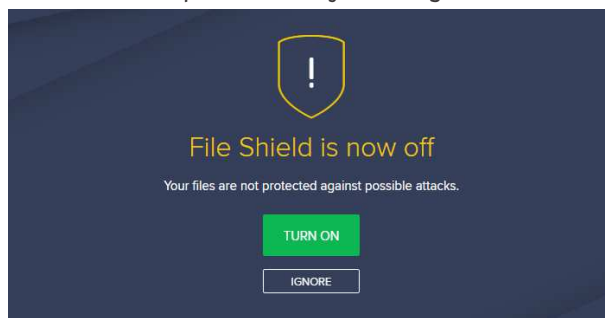 !
File Shield is now off
Your files are not protected against possible attacks.
TURN ON
IGNORE